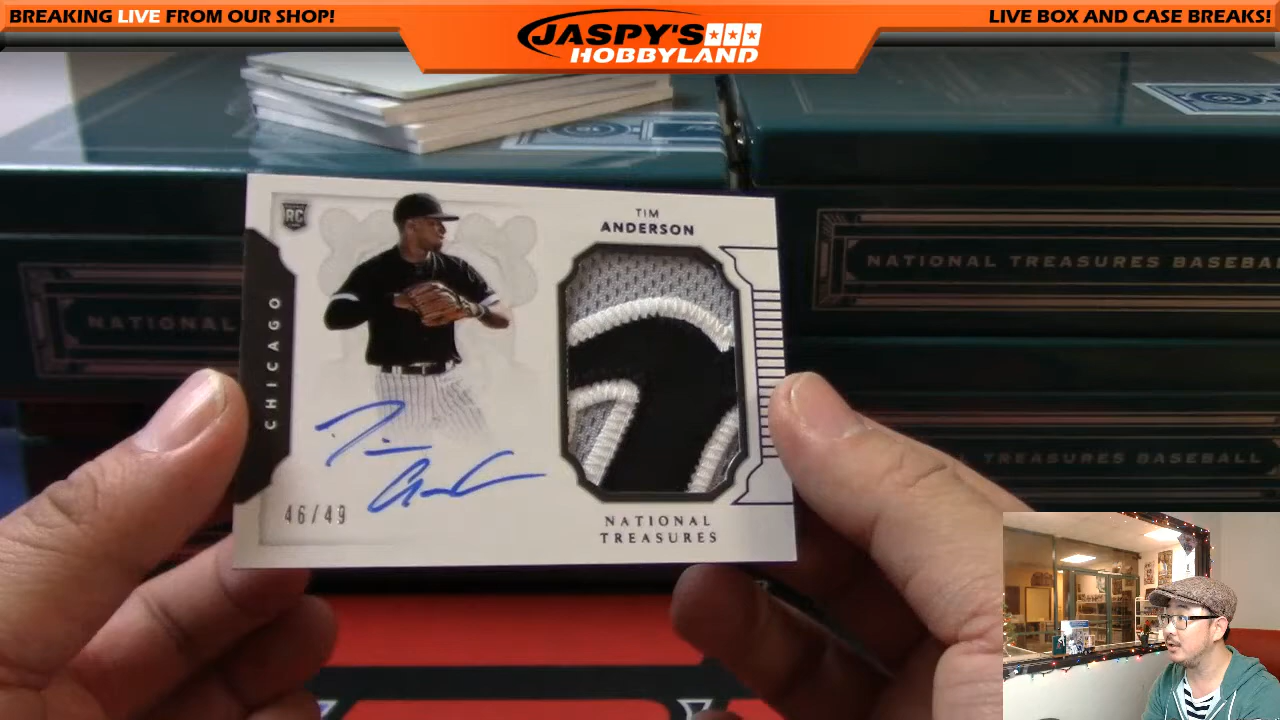 BREAKING LIVE FROM OUR SHOP!
JASPY'S
HOBBYLAND
LIVE BOX AND CASE BREAKS!
RC
TIM
ANDERSON
CHICAGO
46/49
NATIONAL
TREASURES
NATIONAL
NATIONAL TREASURES BASEBAL
TREASURES BASEBALL